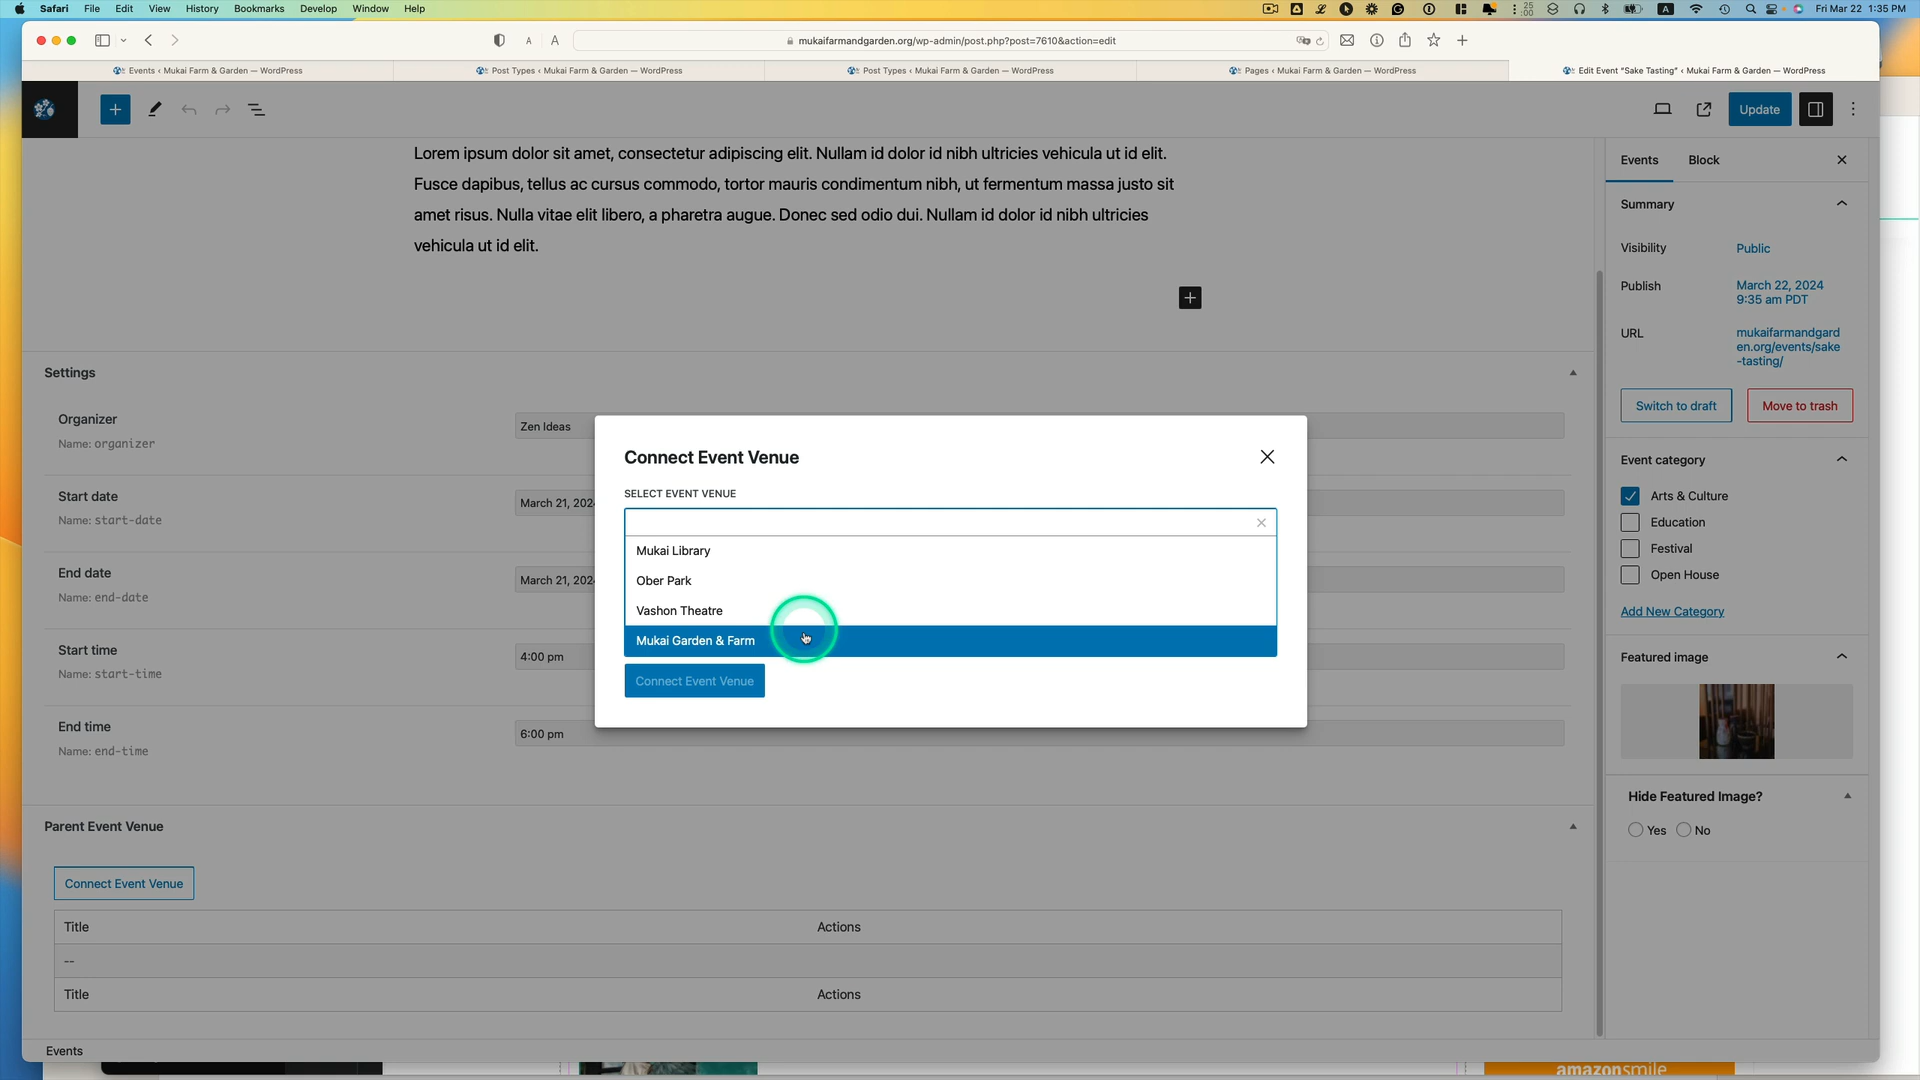 Safari File Edit View History Bookmarks Develop Window Help
25
:00
A
Fri Mar 22 1:35 PM
A A
mukaifarmandgarden.org/wp-admin/post.php?post=7610&action=edit
Events ‹ Mukai Farm & Garden — WordPress
Post Types ‹ Mukai Farm & Garden — WordPress
Post Types ‹ Mukai Farm & Garden — WordPress
Pages ‹ Mukai Farm & Garden — WordPress
Edit Event “Sake Tasting” ‹ Mukai Farm & Garden — WordPress
Update
Lorem ipsum dolor sit amet, consectetur adipiscing elit. Nullam id dolor id nibh ultricies vehicula ut id elit.
Fusce dapibus, tellus ac cursus commodo, tortor mauris condimentum nibh, ut fermentum massa justo sit
amet risus. Nulla vitae elit libero, a pharetra augue. Donec sed odio dui. Nullam id dolor id nibh ultricies
vehicula ut id elit.
Settings
Organizer
Name: organizer
Zen Ideas
Start date
Name: start-date
March 21, 202
End date
Name: end-date
March 21, 202
Start time
Name: start-time
4:00 pm
End time
Name: end-time
6:00 pm
Connect Event Venue
SELECT EVENT VENUE
Mukai Library
Ober Park
Vashon Theatre
Mukai Garden & Farm
Connect Event Venue
Parent Event Venue
Connect Event Venue
Title Actions
--
Title Actions
Events
Events Block
Summary
Visibility Public
Publish March 22, 2024
9:35 am PDT
URL mukaifarmandgard
en.org/events/sake
-tasting/
Switch to draft Move to trash
Event category
Arts & Culture
Education
Festival
Open House
Add New Category
Featured image
Hide Featured Image?
Yes No
amazonsmile